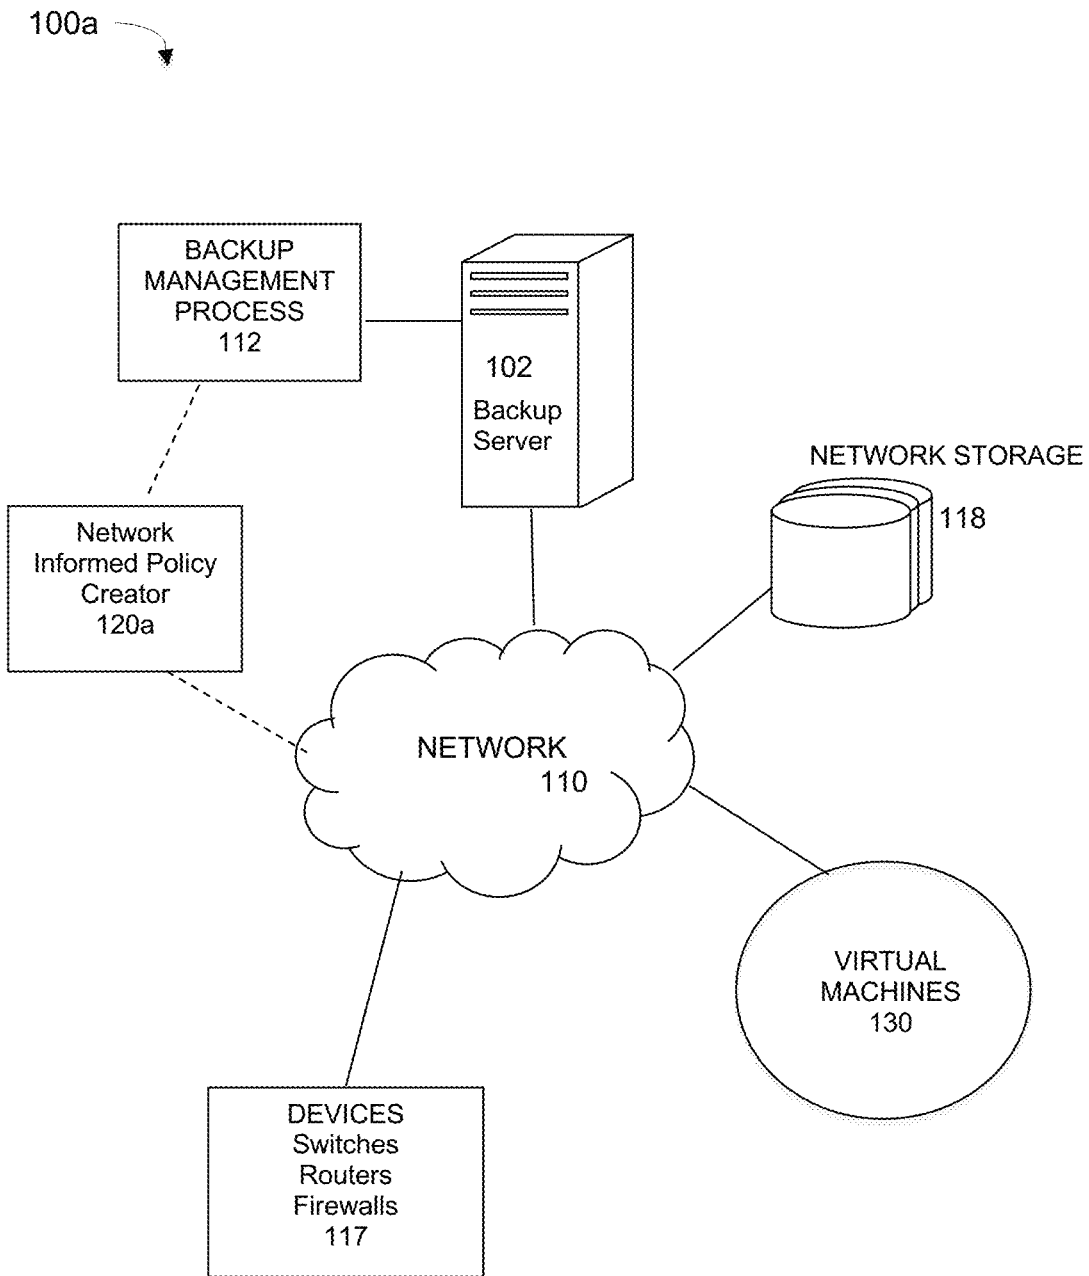 100a
BACKUP
MANAGEMENT
PROCESS
112
102
Backup
Server
NETWORK STORAGE
118
Network
Informed Policy
Creator
120a
NETWORK
110
VIRTUAL
MACHINES
130
DEVICES
Switches
Routers
Firewalls
117